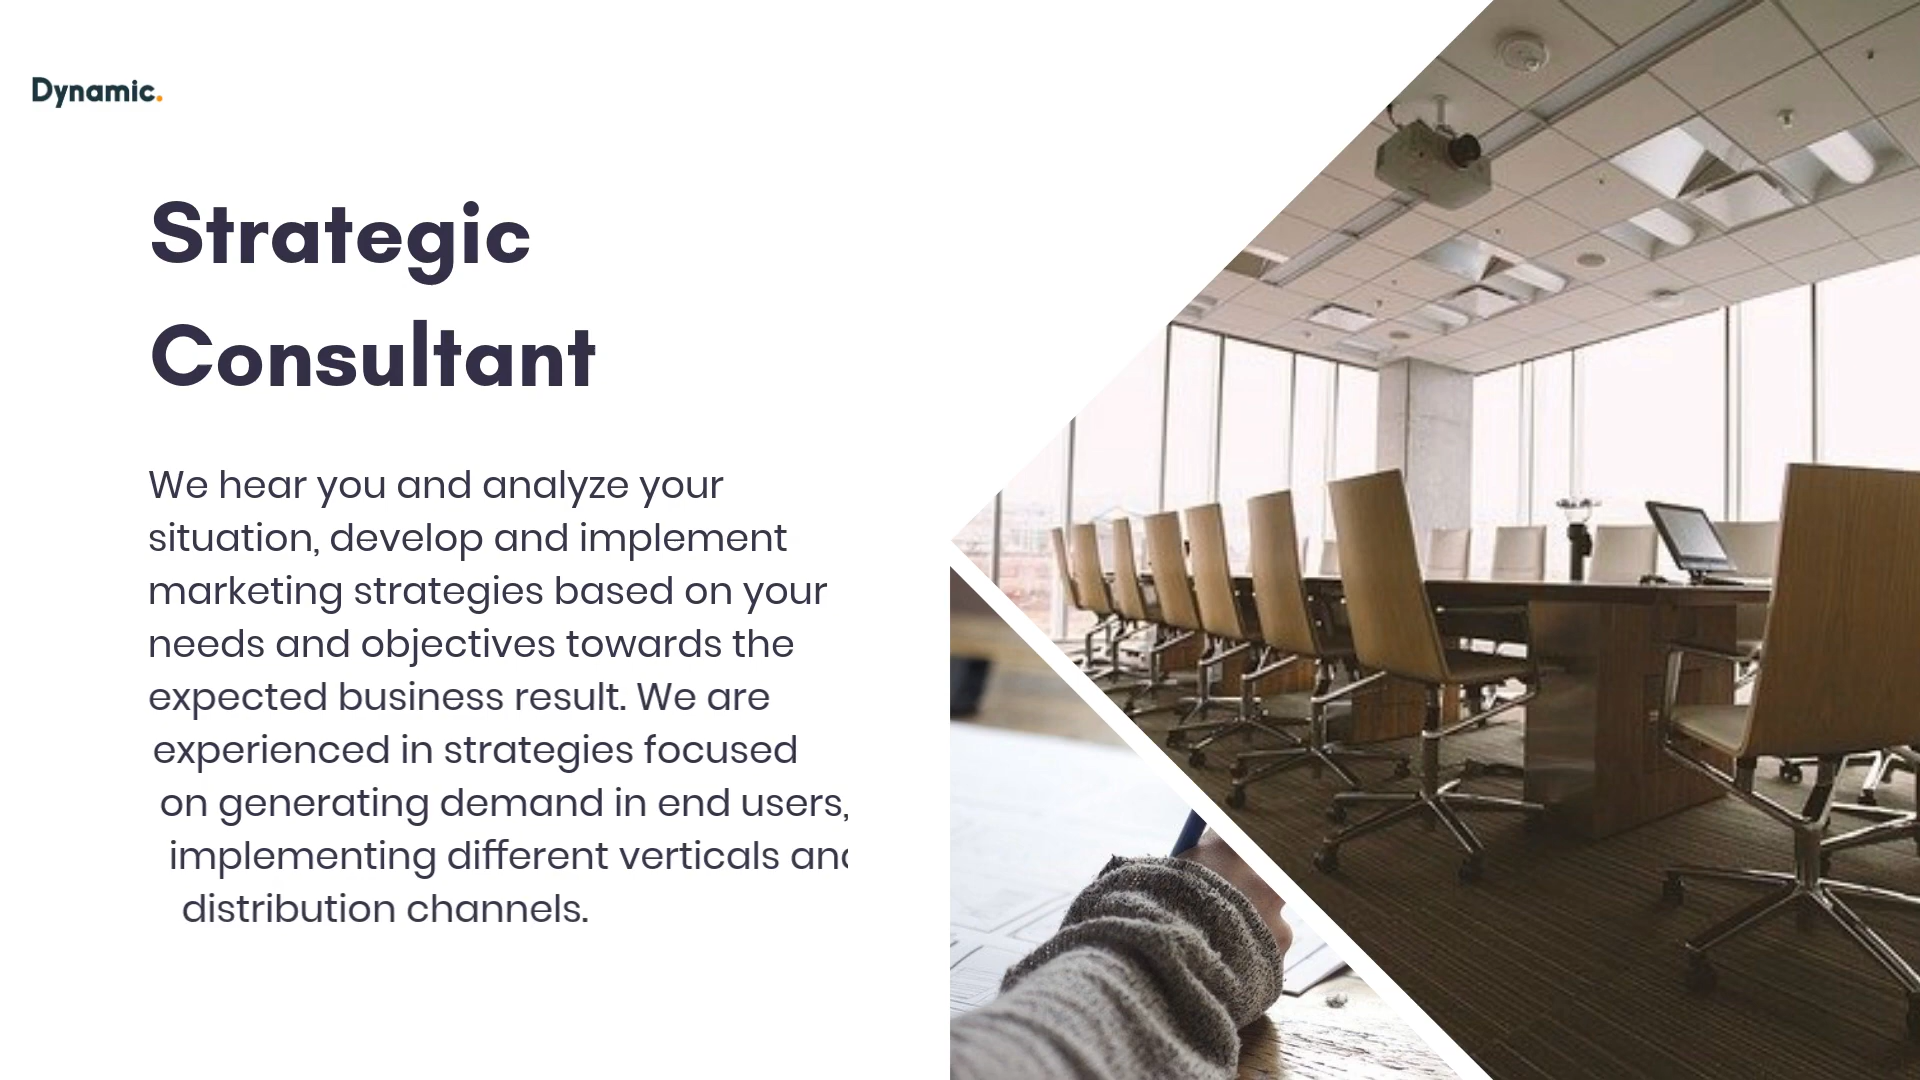 Dynamic.
Strategic
Consultant
We hear you and analyze your
situation, develop and implement
marketing strategies based on your
needs and objectives towards the
expected business result. We are
experienced in strategies focused
on generating demand in end users,
implementing different verticals and
distribution channels.